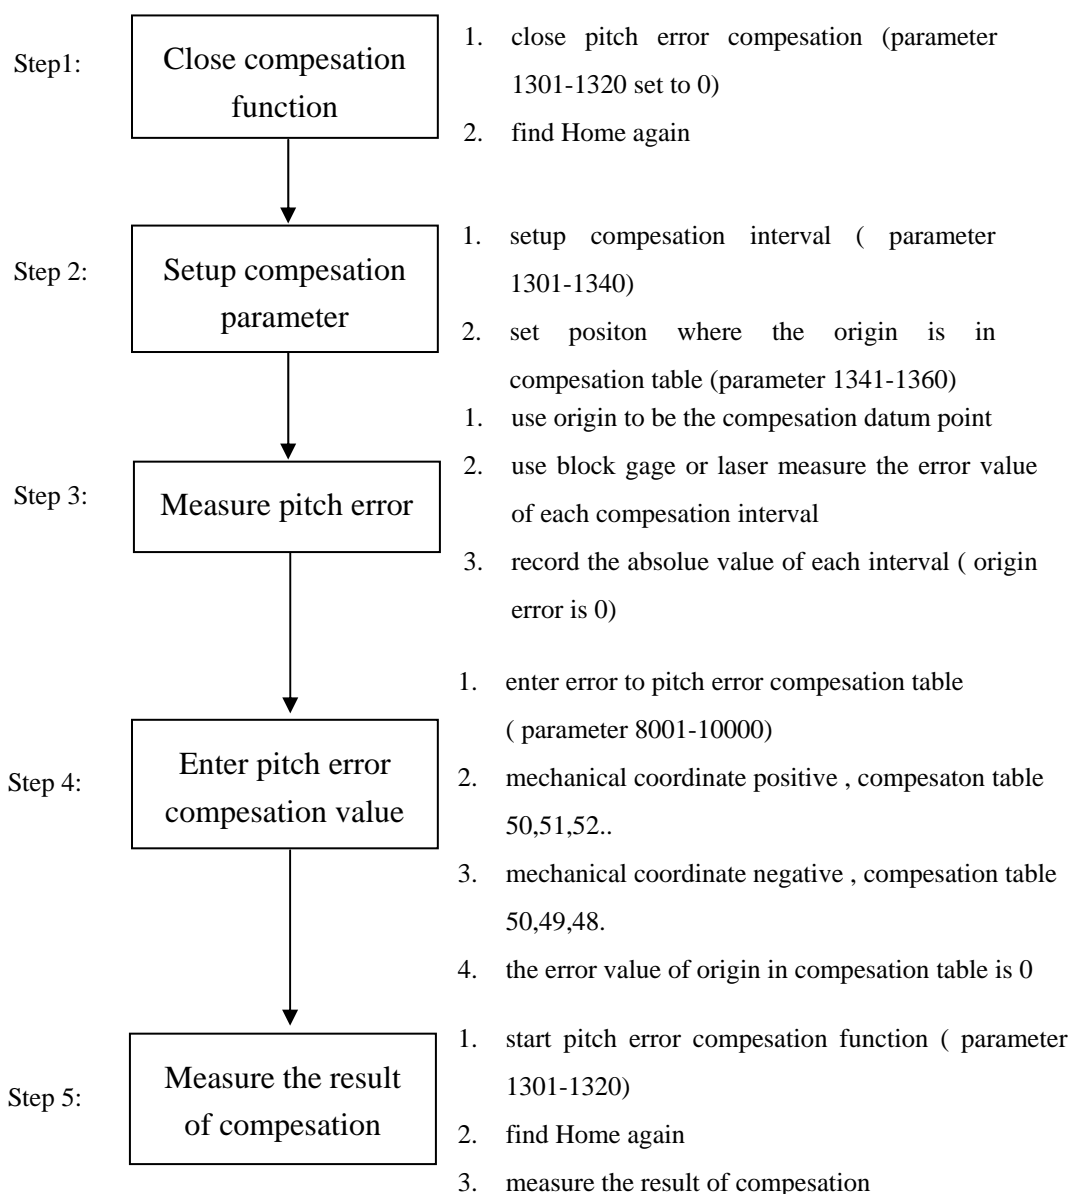 Step1:
Close compesation
function
1. close pitch error compesation (parameter
1301-1320 set to 0)
2. find Home again
Step 2:
Setup compesation
parameter
1. setup compesation interval ( parameter
1301-1340)
2. set positon where the origin is in
compesation table (parameter 1341-1360)
Step 3:
Measure pitch error
1. use origin to be the compesation datum point
2. use block gage or laser measure the error value
of each compesation interval
3. record the absolue value of each interval ( origin
error is 0)
Step 4:
Enter pitch error
compesation value
1. enter error to pitch error compesation table
( parameter 8001-10000)
2. mechanical coordinate positive , compesaton table
50,51,52..
3. mechanical coordinate negative , compesation table
50,49,48.
4. the error value of origin in compesation table is 0
Step 5:
Measure the result
of compesation
1. start pitch error compesation function ( parameter
1301-1320)
2. find Home again
3. measure the result of compesation